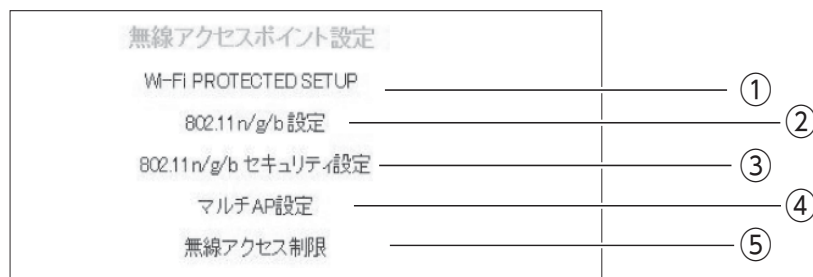 無線アクセスポイント設定
Wi-Fi PROTECTED SETUP ①
802.11n/g/b設定 ②
802.11n/g/b セキュリティ設定 ③
マルチAP設定 ④
無線アクセス制限 ⑤